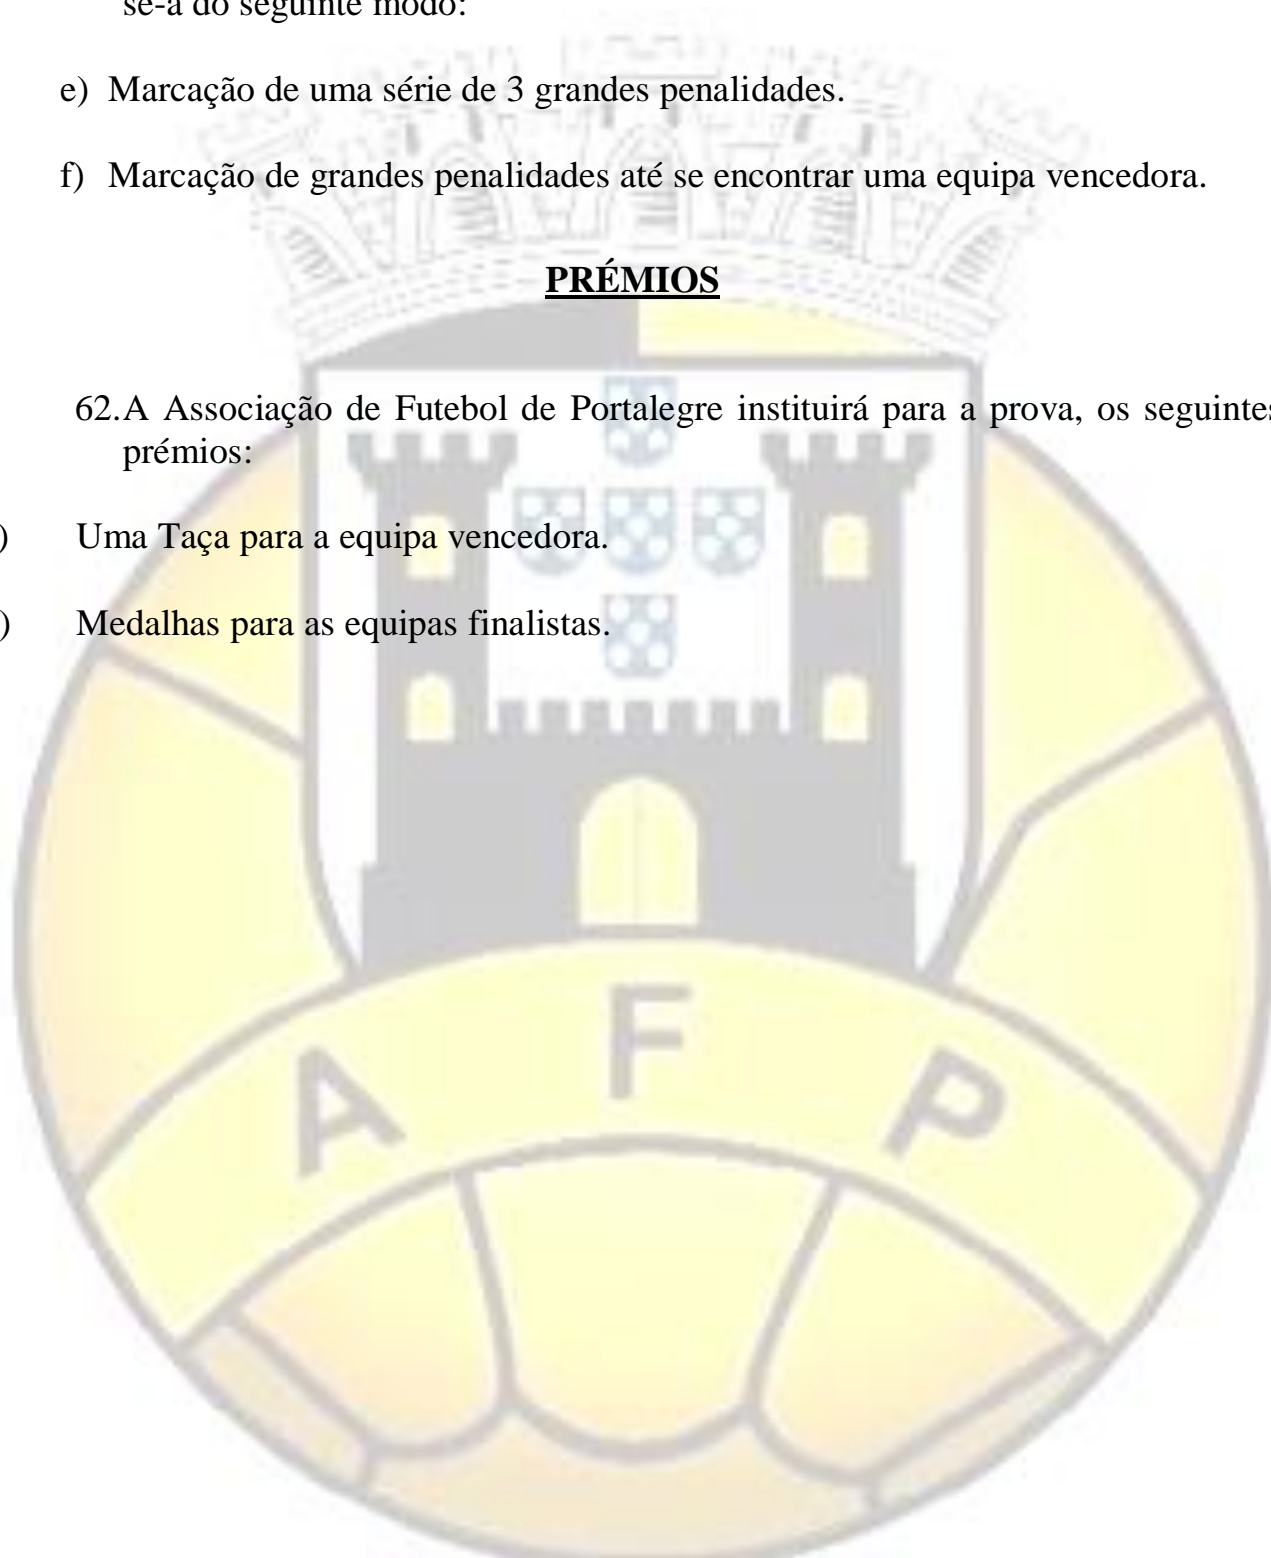 se-á do seguinte modo:
e) Marcação de uma série de 3 grandes penalidades.
f) Marcação de grandes penalidades até se encontrar uma equipa vencedora.
PRÉMIOS
62.A Associação de Futebol de Portalegre instituirá para a prova, os seguintes
prémios:
) Uma Taça para a equipa vencedora.
) Medalhas para as equipas finalistas.
A F P